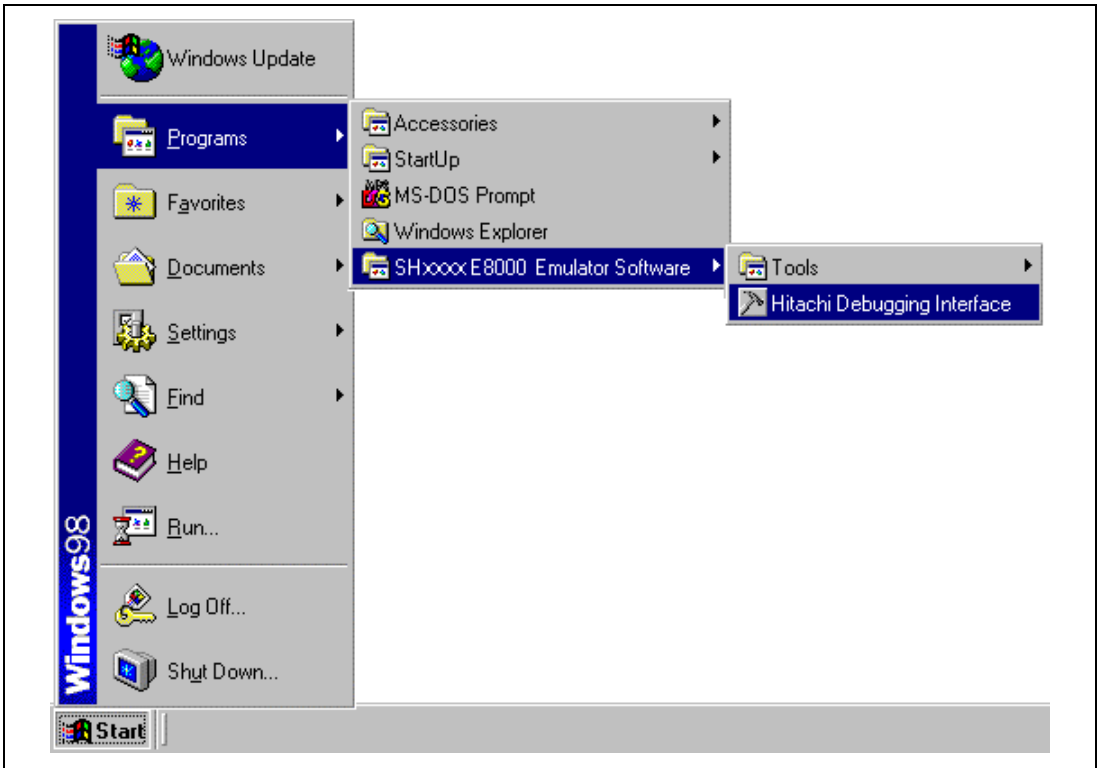 Windows Update
Programs
Favorites
Documents
Settings
Find
Help
Run...
Log Off...
Shut Down...
Windows98
Start
Accessories
StartUp
MS-DOS Prompt
Windows Explorer
SHxxxx E8000 Emulator Software
Tools
Hitachi Debugging Interface